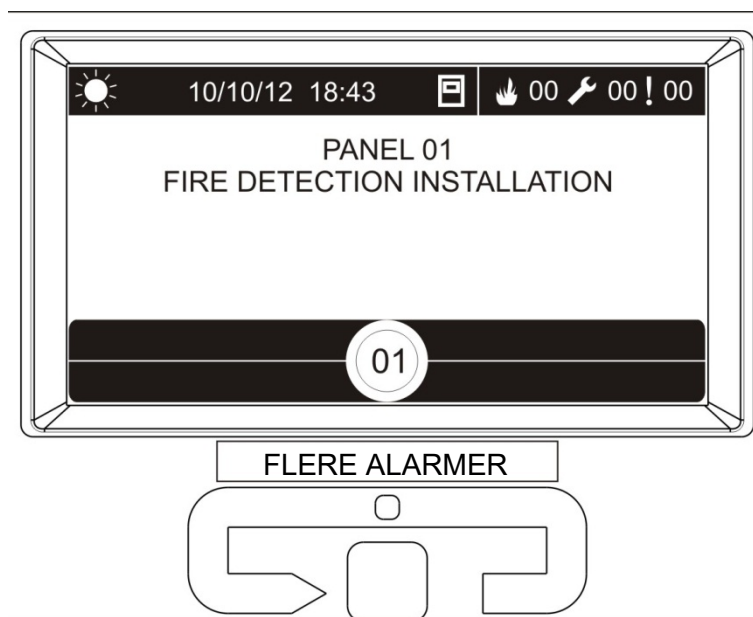 10/10/12 18:43 00 00 ! 00
PANEL 01
FIRE DETECTION INSTALLATION
01
FLERE ALARMER